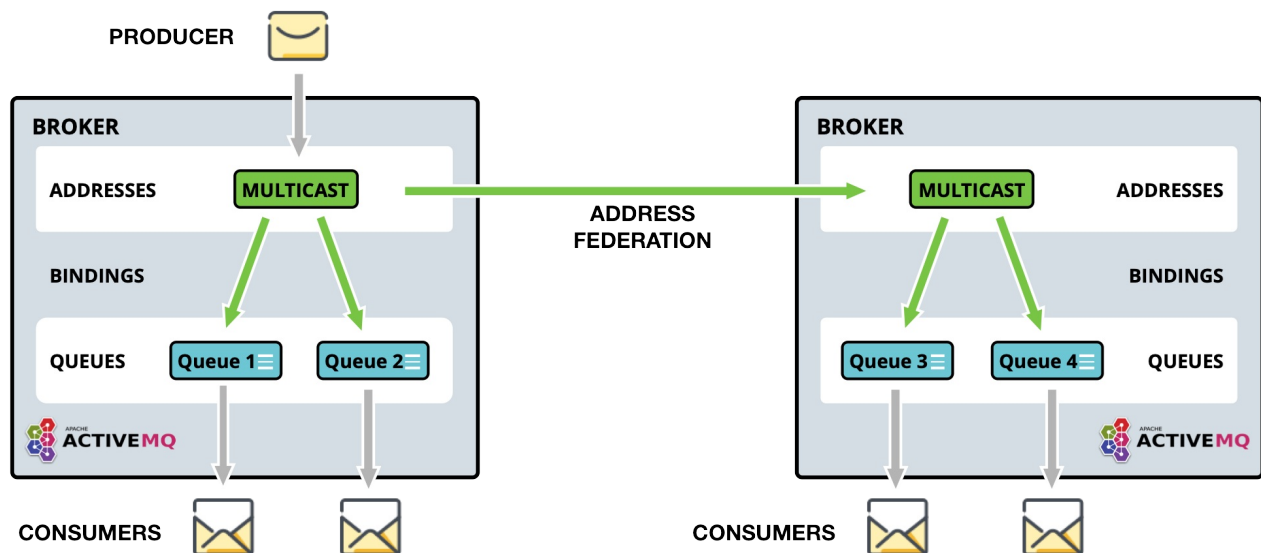 PRODUCER
BROKER
ADDRESSES
MULTICAST
BINDINGS
QUEUES
Queue 1
Queue 2
APACHE
ACTIVEMQ
CONSUMERS
ADDRESS
FEDERATION
BROKER
MULTICAST
ADDRESSES
BINDINGS
Queue 3
Queue 4
QUEUES
APACHE
ACTIVEMQ
CONSUMERS